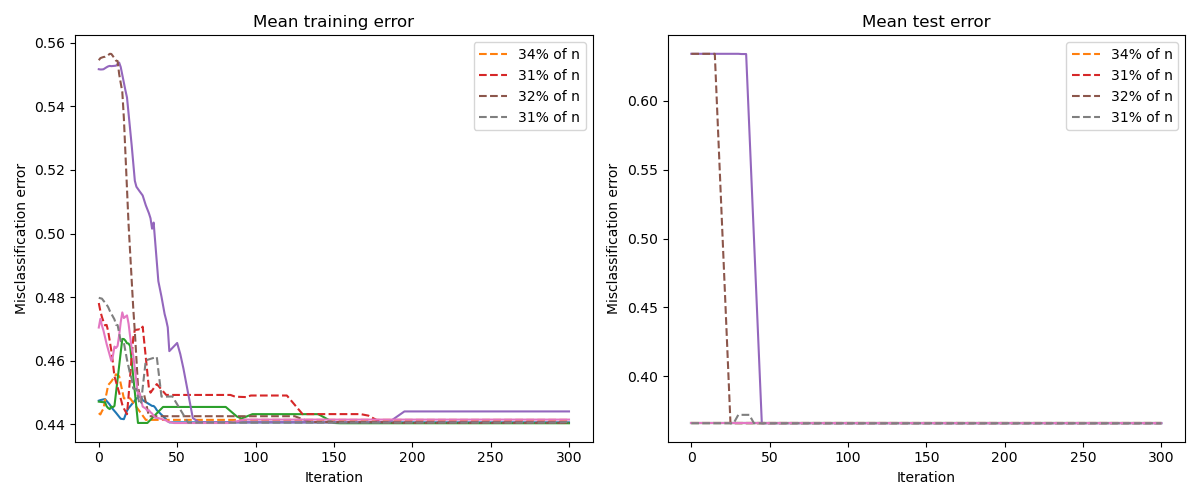 Mean training error
Misclassification error
0.56
0.54
0.52
0.50
0.48
0.46
0.44
34% of n
31% of n
32% of n
31% of n
0 50 100 150 200 250 300
Iteration
Mean test error
Misclassification error
0.60
0.55
0.50
0.45
0.40
34% of n
31% of n
32% of n
31% of n
0 50 100 150 200 250 300
Iteration